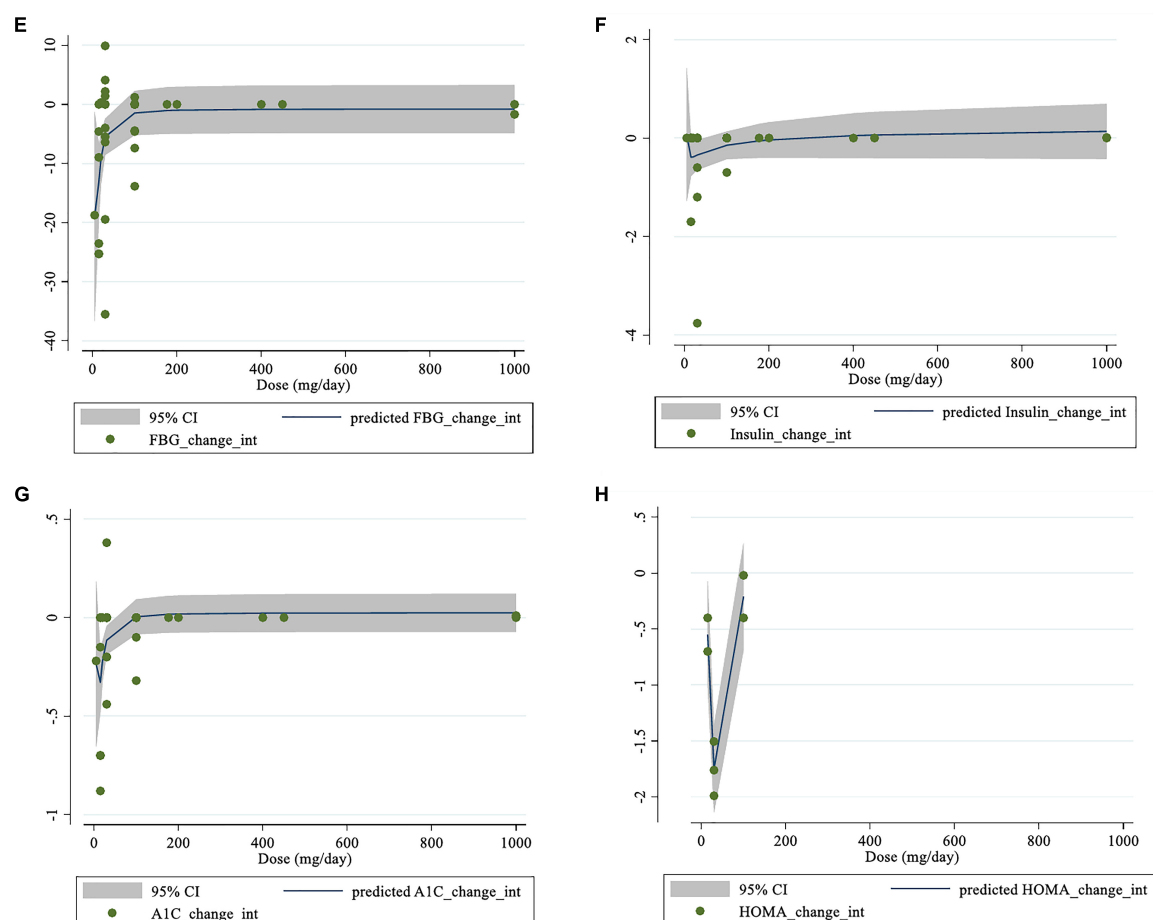 E
10
0
-10
-20
-30
-40
0 200 400 600 800 1000
Dose (mg/day)
95% CI predicted FBG_change_int
FBG_change_int
F
2
0
-2
-4
0 200 400 600 800 1000
Dose (mg/day)
95% CI predicted Insulin_change_int
Insulin_change_int
G
.5
0
-.5
-1
0 200 400 600 800 1000
Dose (mg/day)
95% CI predicted A1C_change_int
A1C_change_int
H
.5
0
-.5
-1
-1.5
-2
0 200 400 600 800 1000
Dose (mg/day)
95% CI predicted HOMA_change_int
HOMA_change_int